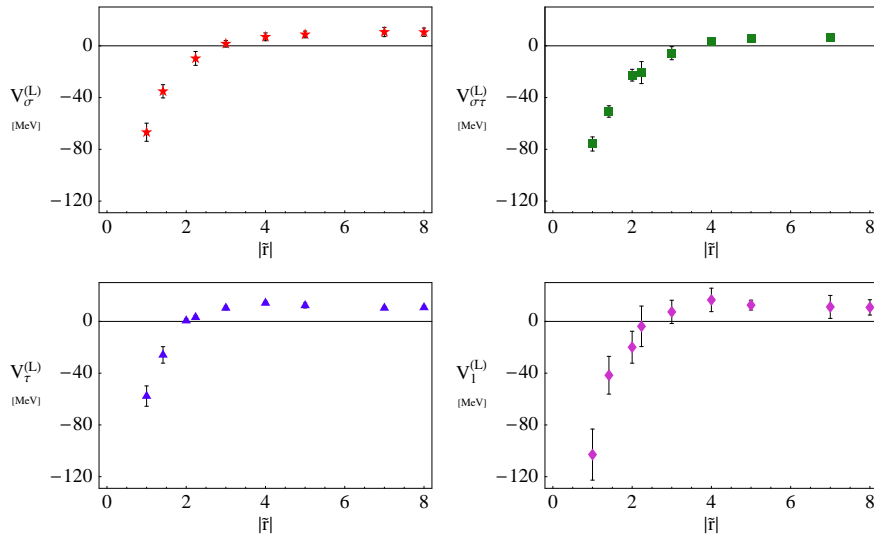 0
−40
−80
−120
V_σ^(L)
[MeV]
0 2 4 6 8
|r̃|
0
−40
−80
−120
V_στ^(L)
[MeV]
0 2 4 6 8
|r̃|
0
−40
−80
−120
V_τ^(L)
[MeV]
0 2 4 6 8
|r̃|
0
−40
−80
−120
V_1^(L)
[MeV]
0 2 4 6 8
|r̃|